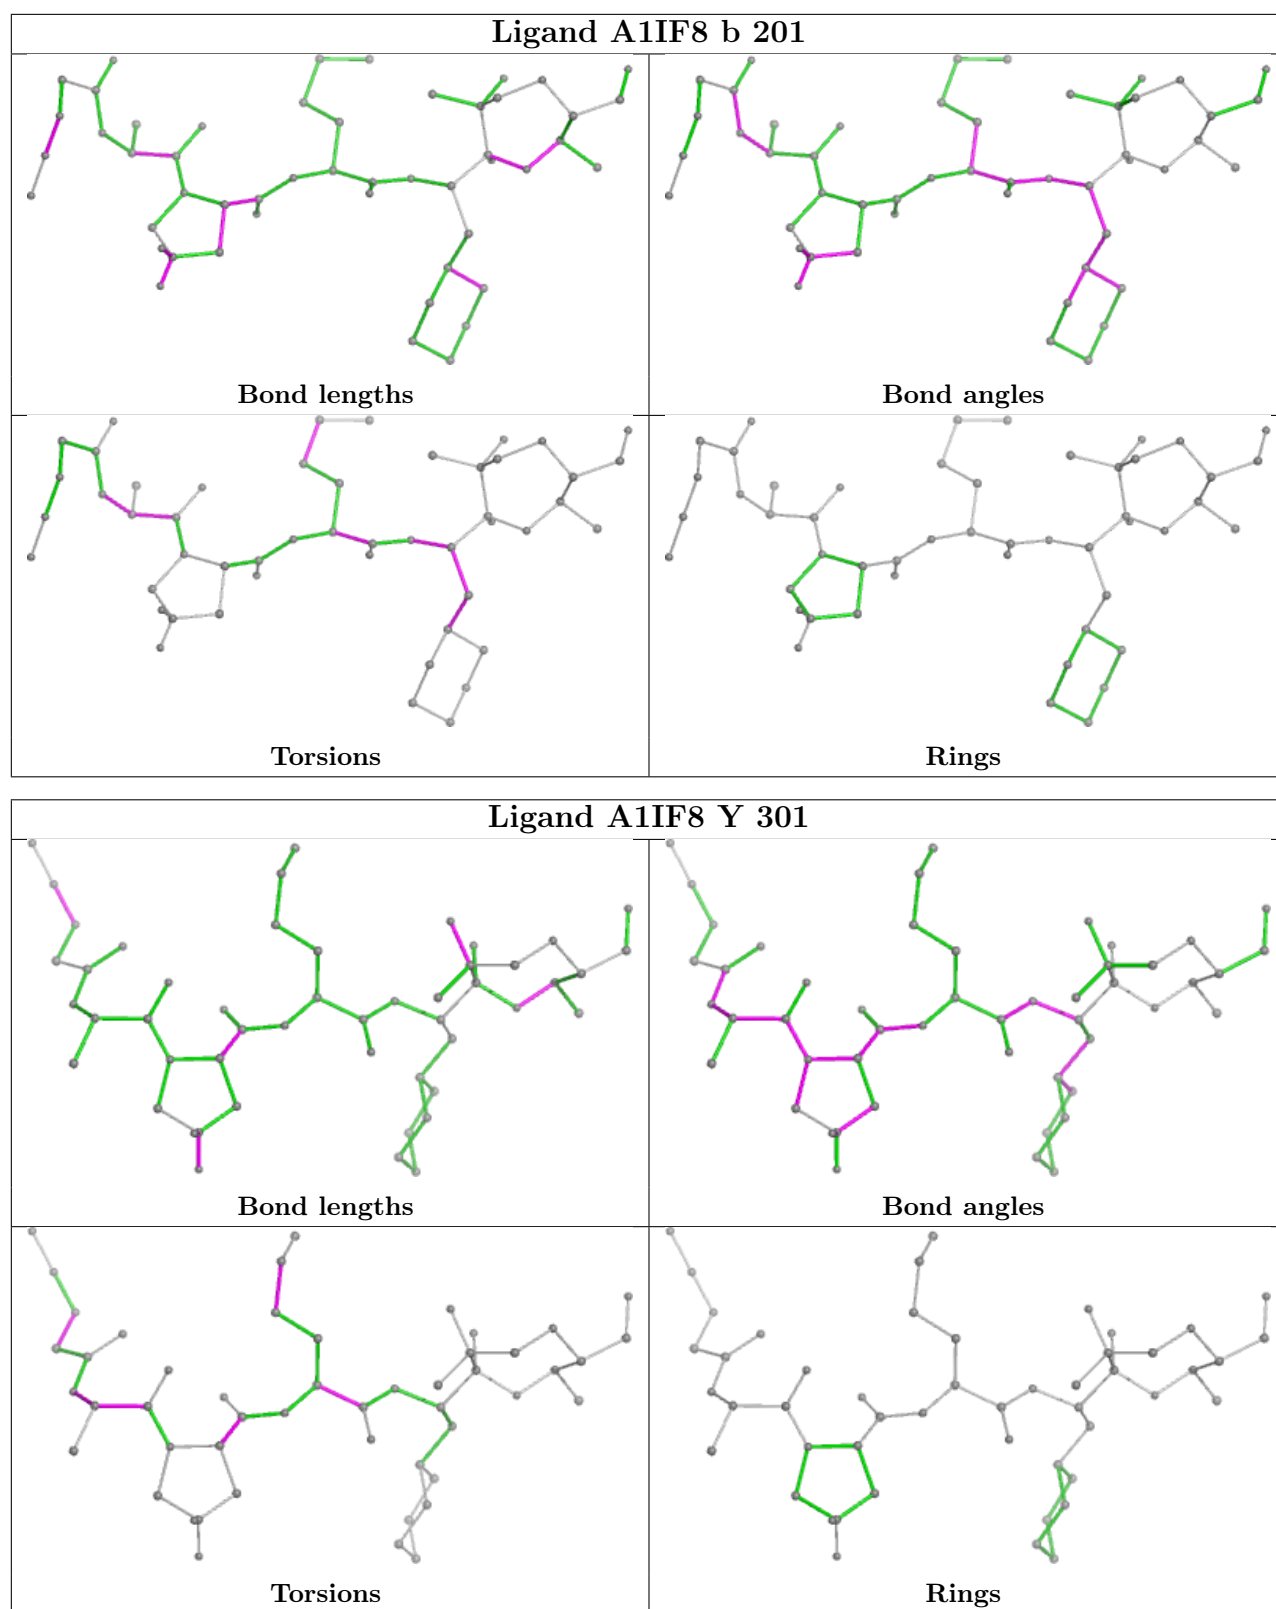 Ligand A1IF8 b 201
Bond lengths
Bond angles
Torsions
Rings
Ligand A1IF8 Y 301
Bond lengths
Bond angles
Torsions
Rings